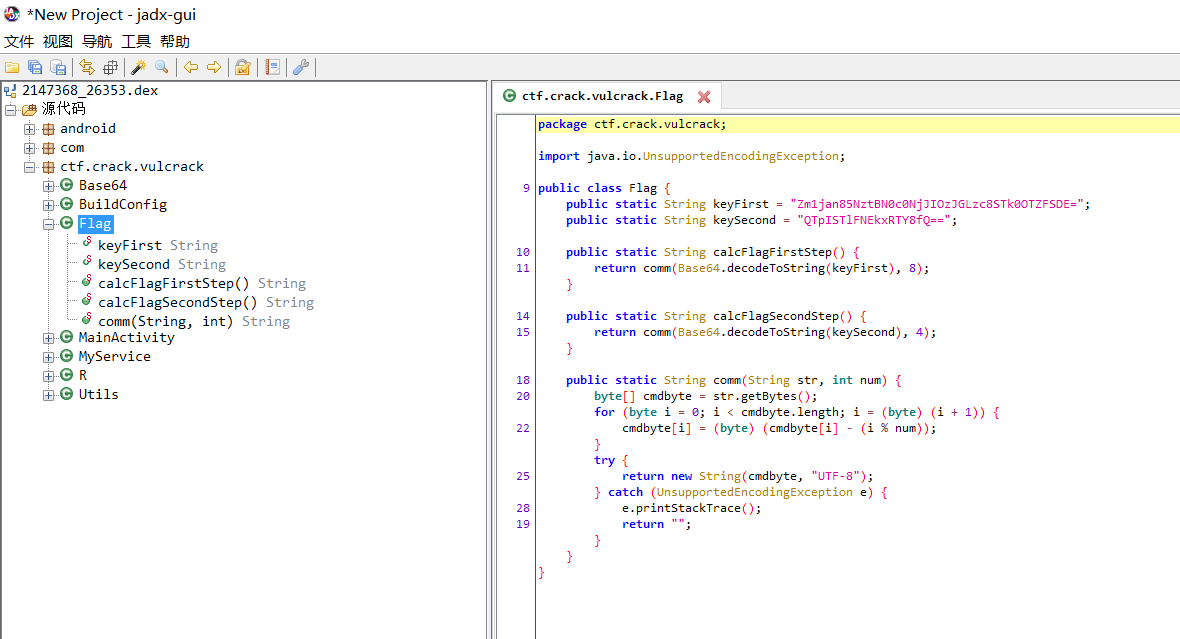 *New Project - jadx-gui
文件 视图 导航 工具 帮助
2147368_26353.dex
源代码
android
com
ctf.crack.vulcrack
Base64
BuildConfig
Flag
keyFirst String
keySecond String
calcFlagFirstStep() String
calcFlagSecondStep() String
comm(String, int) String
MainActivity
MyService
R
Utils
ctf.crack.vulcrack.Flag
package ctf.crack.vulcrack;
import java.io.UnsupportedEncodingException;
9 public class Flag {
public static String keyFirst = "Zm1jan85NztBN0c0NjJIOzJGLzc8STk0OTZFSDE=";
public static String keySecond = "QTpISTlFNEkxRTY8fQ==";
10 public static String calcFlagFirstStep() {
11 return comm(Base64.decodeToString(keyFirst), 8);
}
14 public static String calcFlagSecondStep() {
15 return comm(Base64.decodeToString(keySecond), 4);
}
18 public static String comm(String str, int num) {
20 byte[] cmdbyte = str.getBytes();
for (byte i = 0; i < cmdbyte.length; i = (byte) (i + 1)) {
22 cmdbyte[i] = (byte) (cmdbyte[i] - (i % num));
}
try {
25 return new String(cmdbyte, "UTF-8");
} catch (UnsupportedEncodingException e) {
28 e.printStackTrace();
19 return "";
}
}
}